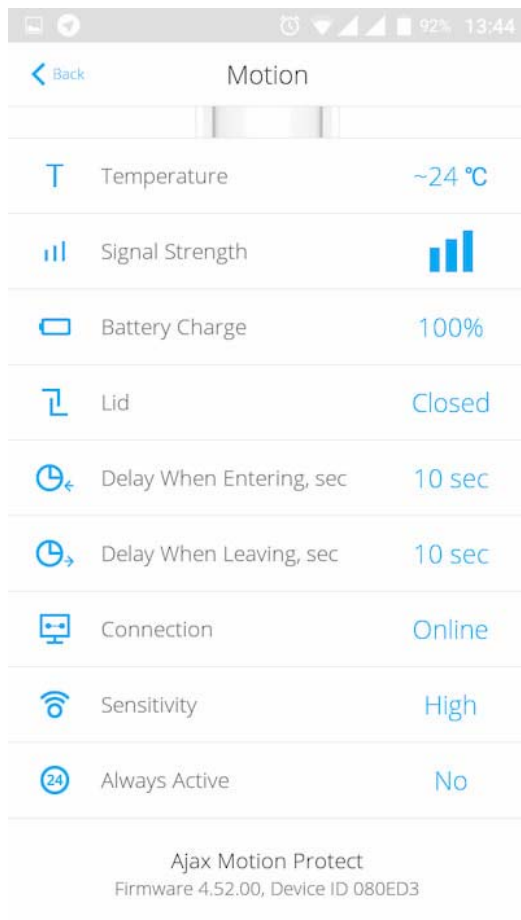 92% 13:44
Back Motion
T Temperature ~24 °C
Signal Strength
Battery Charge 100%
Lid Closed
Delay When Entering, sec 10 sec
Delay When Leaving, sec 10 sec
Connection Online
Sensitivity High
24 Always Active No
Ajax Motion Protect
Firmware 4.52.00, Device ID 080ED3